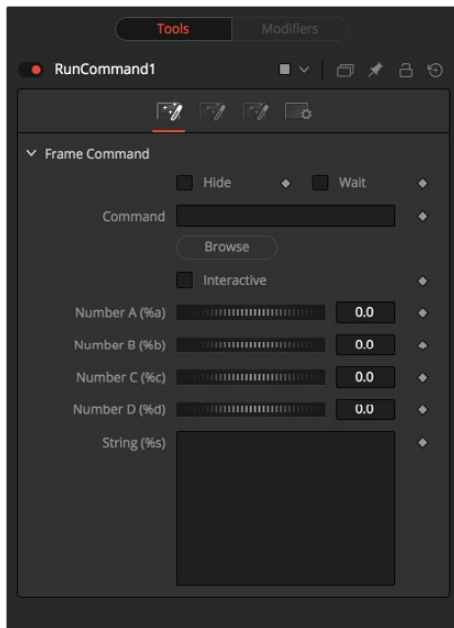 Tools Modifiers
RunCommand1
Frame Command
Hide Wait
Command
Browse
Interactive
Number A (%a) 0.0
Number B (%b) 0.0
Number C (%c) 0.0
Number D (%d) 0.0
String (%s)